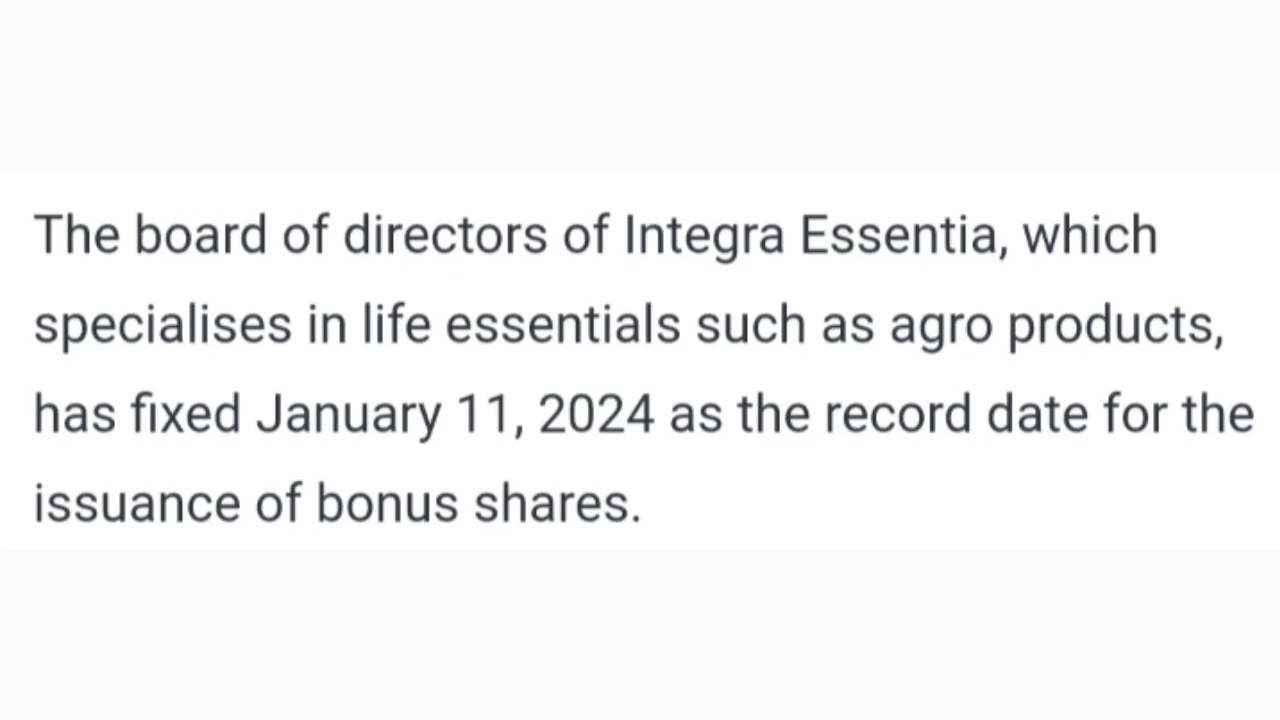 The board of directors of Integra Essentia, which
specialises in life essentials such as agro products,
has fixed January 11, 2024 as the record date for the
issuance of bonus shares.